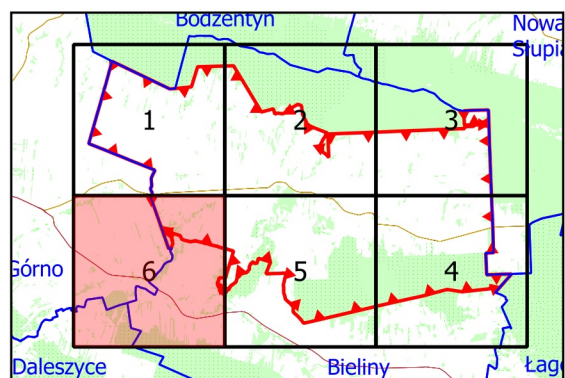 Bodzentyn
Nowa
Słupia
1
2
3
6
5
4
Górno
Daleszyce
Bieliny
Łag